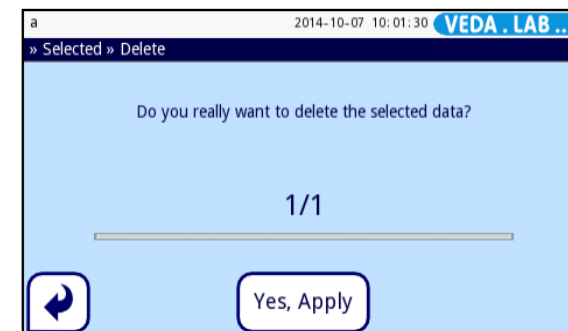 a 2014-10-07 10:01:30 VEDA . LAB ..
» Selected » Delete
Do you really want to delete the selected data?
1/1
Yes, Apply